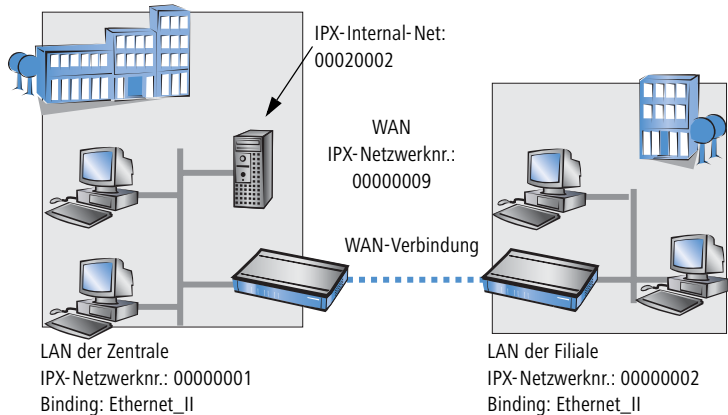 IPX-Internal-Net:
00020002
WAN
IPX-Netzwerknr.:
00000009
WAN-Verbindung
LAN der Zentrale
IPX-Netzwerknr.: 00000001
Binding: Ethernet_II
LAN der Filiale
IPX-Netzwerknr.: 00000002
Binding: Ethernet_II